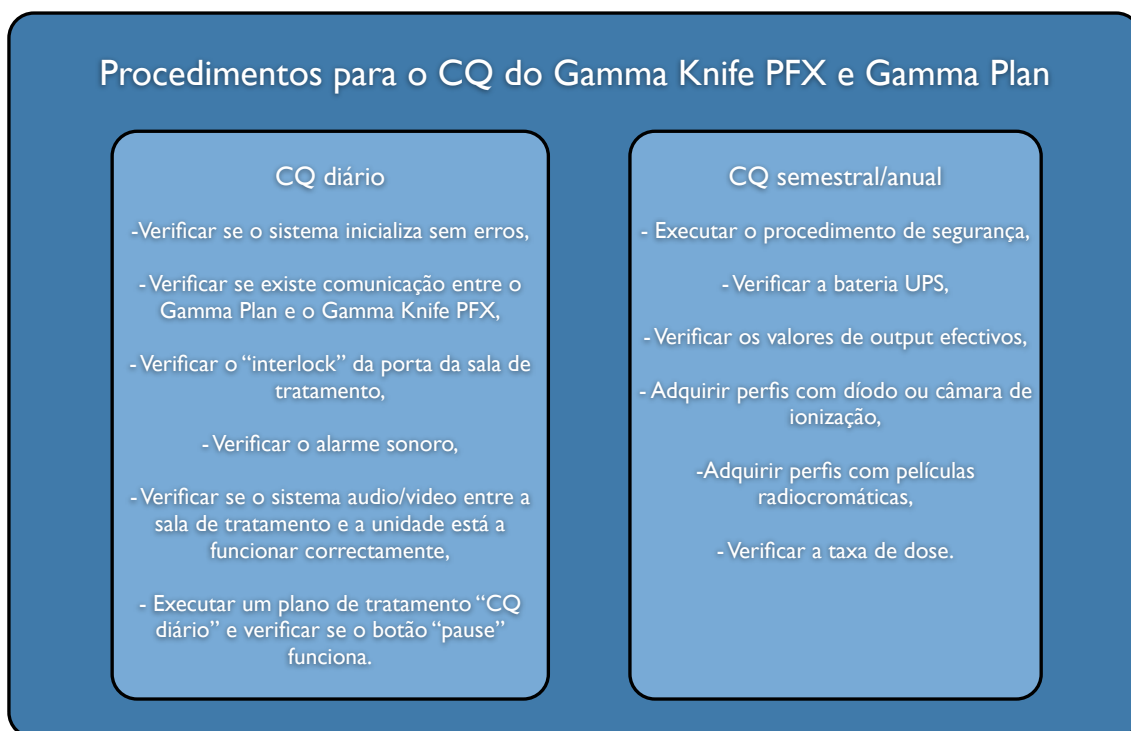 Procedimentos para o CQ do Gamma Knife PFX e Gamma Plan
CQ diário
-Verificar se o sistema inicializa sem erros,
-Verificar se existe comunicação entre o
Gamma Plan e o Gamma Knife PFX,
-Verificar o “interlock” da porta da sala de
tratamento,
-Verificar o alarme sonoro,
-Verificar se o sistema audio/video entre a
sala de tratamento e a unidade está a
funcionar correctamente,
- Executar um plano de tratamento “CQ
diário” e verificar se o botão “pause”
funciona.
CQ semestral/anual
- Executar o procedimento de segurança,
-Verificar a bateria UPS,
-Verificar os valores de output efectivos,
- Adquirir perfis com díodo ou câmara de
ionização,
-Adquirir perfis com películas
radiocromáticas,
-Verificar a taxa de dose.